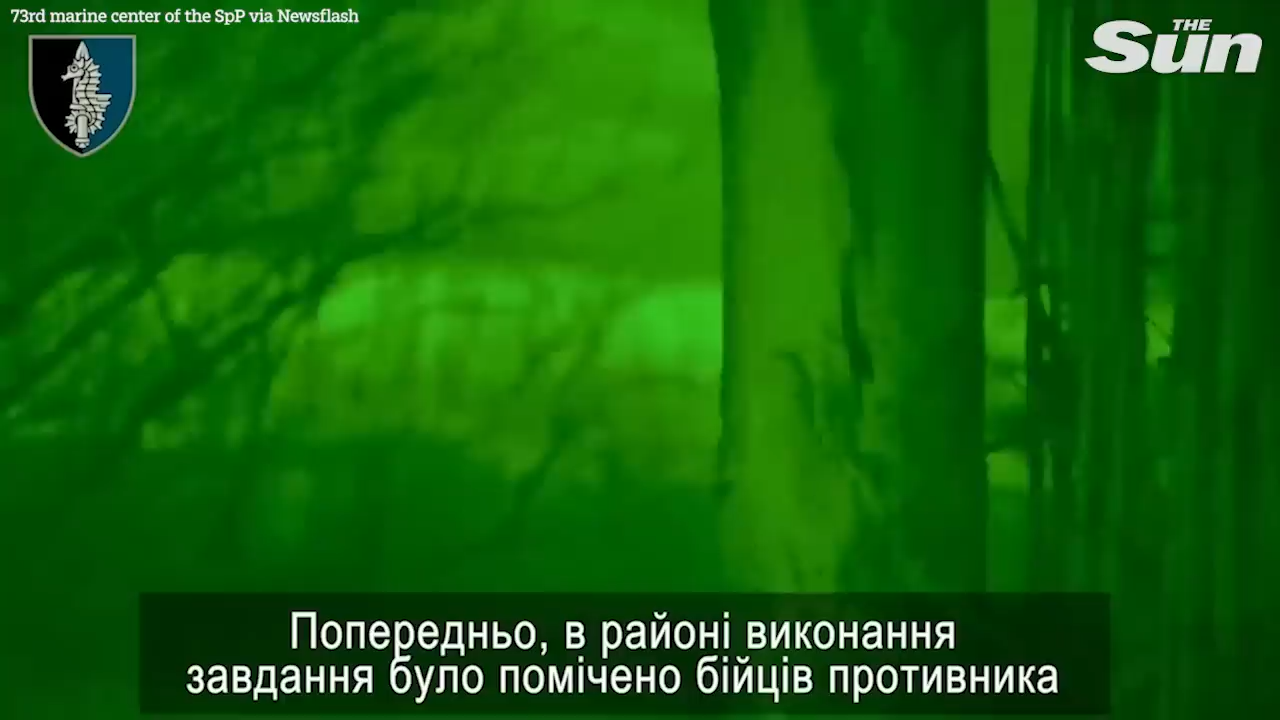 73rd marine center of the SpP via Newsflash
THE
Sun
Попередньо, в районі виконання
завдання було помічено бійців противника